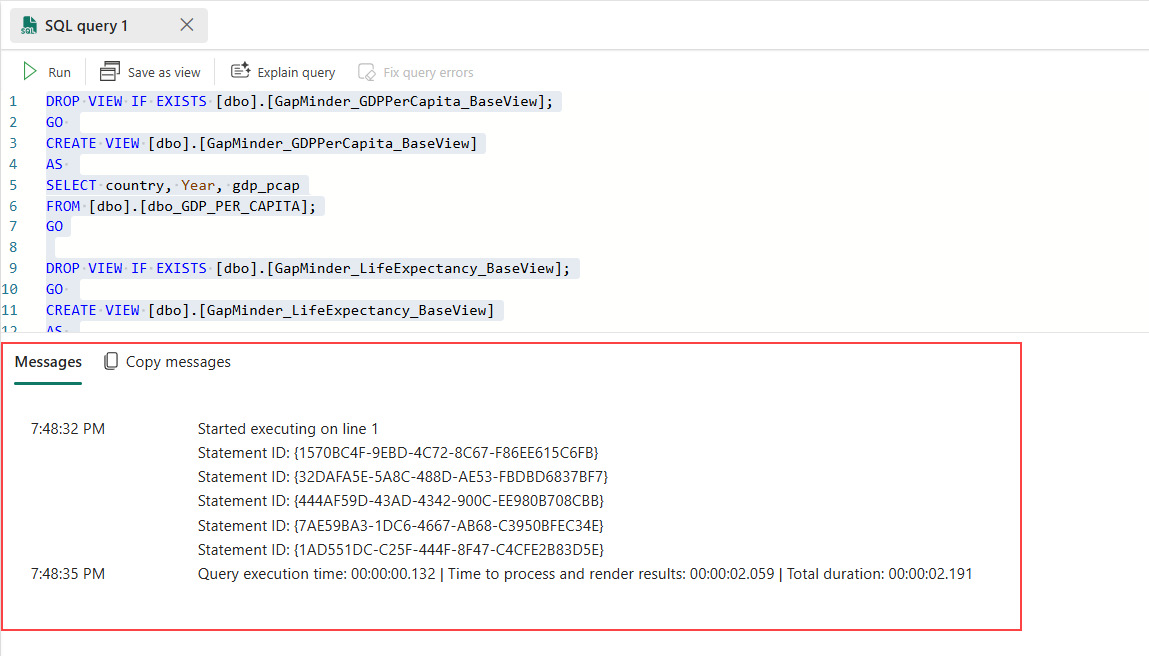 SQL query 1
Run Save as view Explain query Fix query errors
1 DROP VIEW IF EXISTS [dbo].[GapMinder_GDPPerCapita_BaseView];
2 GO
3 CREATE VIEW [dbo].[GapMinder_GDPPerCapita_BaseView]
4 AS
5 SELECT country, Year, gdp_pcap
6 FROM [dbo].[dbo_GDP_PER_CAPITA];
7 GO
8
9 DROP VIEW IF EXISTS [dbo].[GapMinder_LifeExpectancy_BaseView];
10 GO
11 CREATE VIEW [dbo].[GapMinder_LifeExpectancy_BaseView]
12 AS
Messages Copy messages
7:48:32 PM Started executing on line 1
Statement ID: {1570BC4F-9EBD-4C72-8C67-F86EE615C6FB}
Statement ID: {32DAFA5E-5A8C-488D-AE53-FBDBD6837BF7}
Statement ID: {444AF59D-43AD-4342-900C-EE980B708CBB}
Statement ID: {7AE59BA3-1DC6-4667-AB68-C3950BFEC34E}
Statement ID: {1AD551DC-C25F-444F-8F47-C4CFE2B83D5E}
7:48:35 PM Query execution time: 00:00:00.132 | Time to process and render results: 00:00:02.059 | Total duration: 00:00:02.191